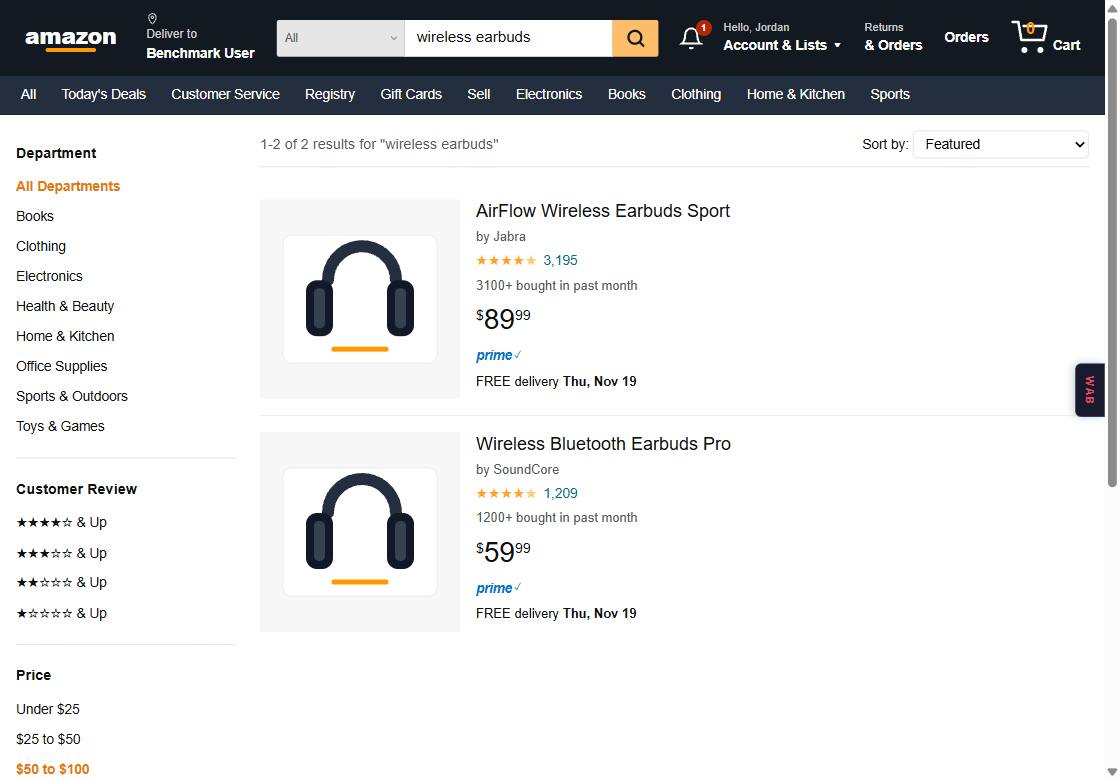 amazon
Deliver to
Benchmark User
All
wireless earbuds
1
Hello, Jordan
Account & Lists
Returns
& Orders
Orders
0
Cart
All
Today's Deals
Customer Service
Registry
Gift Cards
Sell
Electronics
Books
Clothing
Home & Kitchen
Sports
Department
All Departments
Books
Clothing
Electronics
Health & Beauty
Home & Kitchen
Office Supplies
Sports & Outdoors
Toys & Games
Customer Review
★★★★☆ & Up
★★★☆☆ & Up
★★☆☆☆ & Up
★☆☆☆☆ & Up
Price
Under $25
$25 to $50
$50 to $100
1-2 of 2 results for "wireless earbuds"
Sort by: Featured
AirFlow Wireless Earbuds Sport
by Jabra
3,195
3100+ bought in past month
$8999
prime✓
FREE delivery Thu, Nov 19
Wireless Bluetooth Earbuds Pro
by SoundCore
1,209
1200+ bought in past month
$5999
prime✓
FREE delivery Thu, Nov 19
WAB